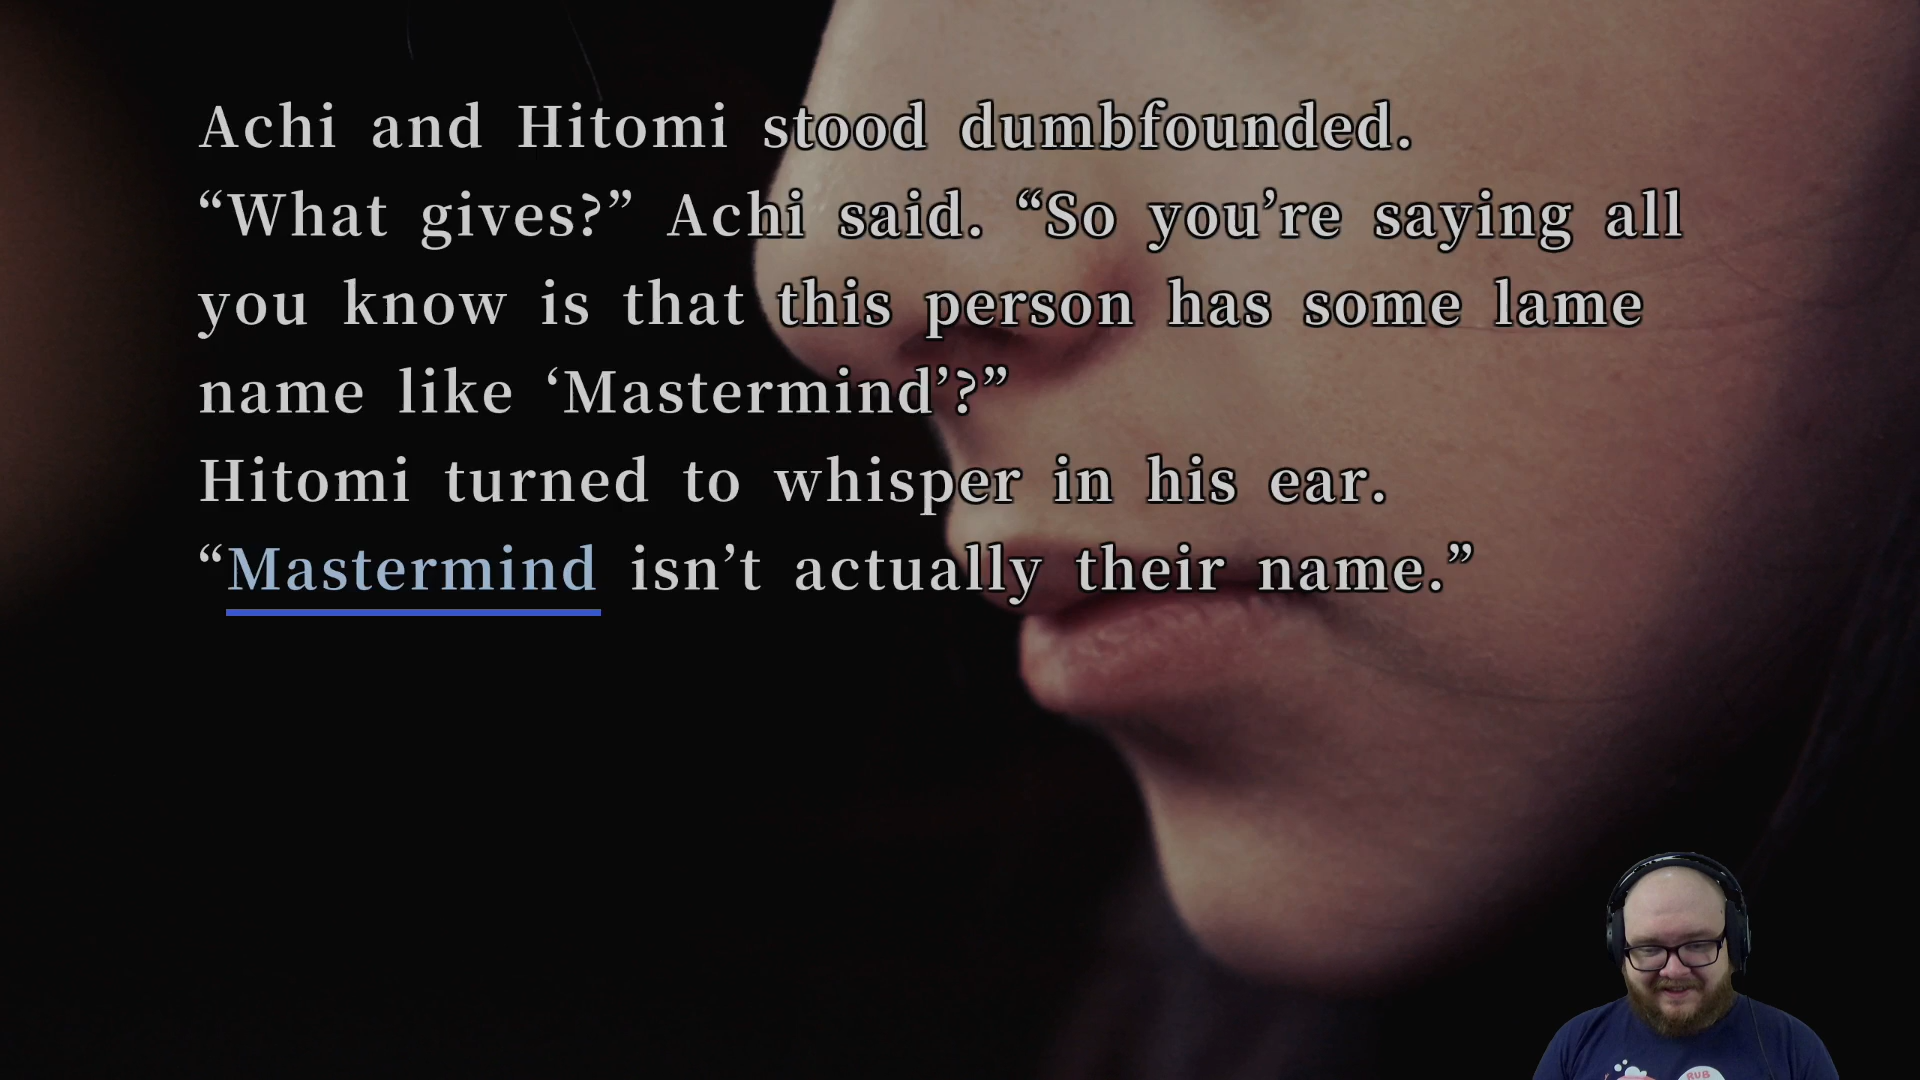 Achi and Hitomi stood dumbfounded.
“What gives?” Achi said. “So you’re saying all
you know is that this person has some lame
name like ‘Mastermind’?”
Hitomi turned to whisper in his ear.
“Mastermind isn’t actually their name.”
RUB